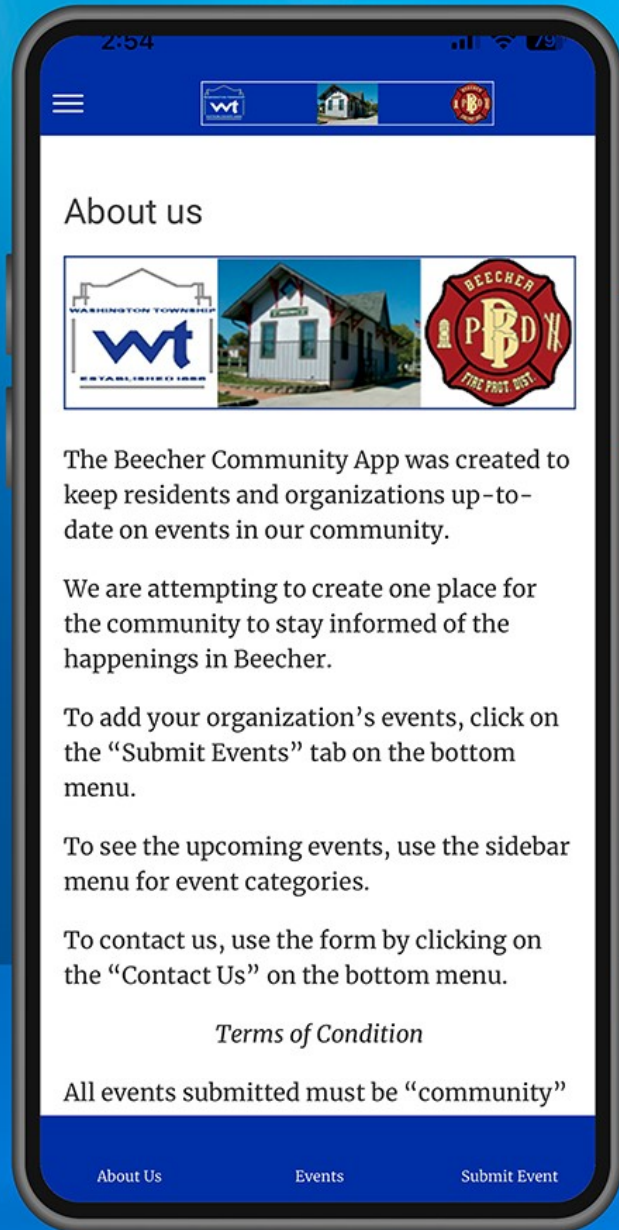 2:54
79
wt
About us
WASHINGTON TOWNSHIP
wt
ESTABLISHED
BEECHER
P B D
FIRE PROT. DIST.
The Beecher Community App was created to
keep residents and organizations up-to-
date on events in our community.
We are attempting to create one place for
the community to stay informed of the
happenings in Beecher.
To add your organization’s events, click on
the “Submit Events” tab on the bottom
menu.
To see the upcoming events, use the sidebar
menu for event categories.
To contact us, use the form by clicking on
the “Contact Us” on the bottom menu.
Terms of Condition
All events submitted must be “community”
About Us
Events
Submit Event